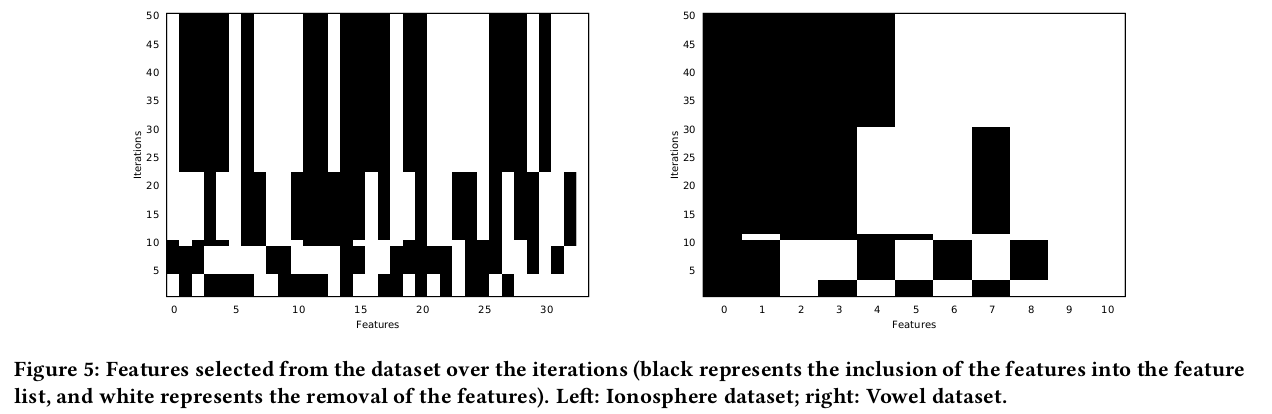 50
45
40
35
30
25
20
15
10
5
Iterations
0 5 10 15 20 25 30
Features
50
45
40
35
30
25
20
15
10
5
Iterations
0 1 2 3 4 5 6 7 8 9 10
Features
Figure 5: Features selected from the dataset over the iterations (black represents the inclusion of the features into the feature
list, and white represents the removal of the features). Left: Ionosphere dataset; right: Vowel dataset.